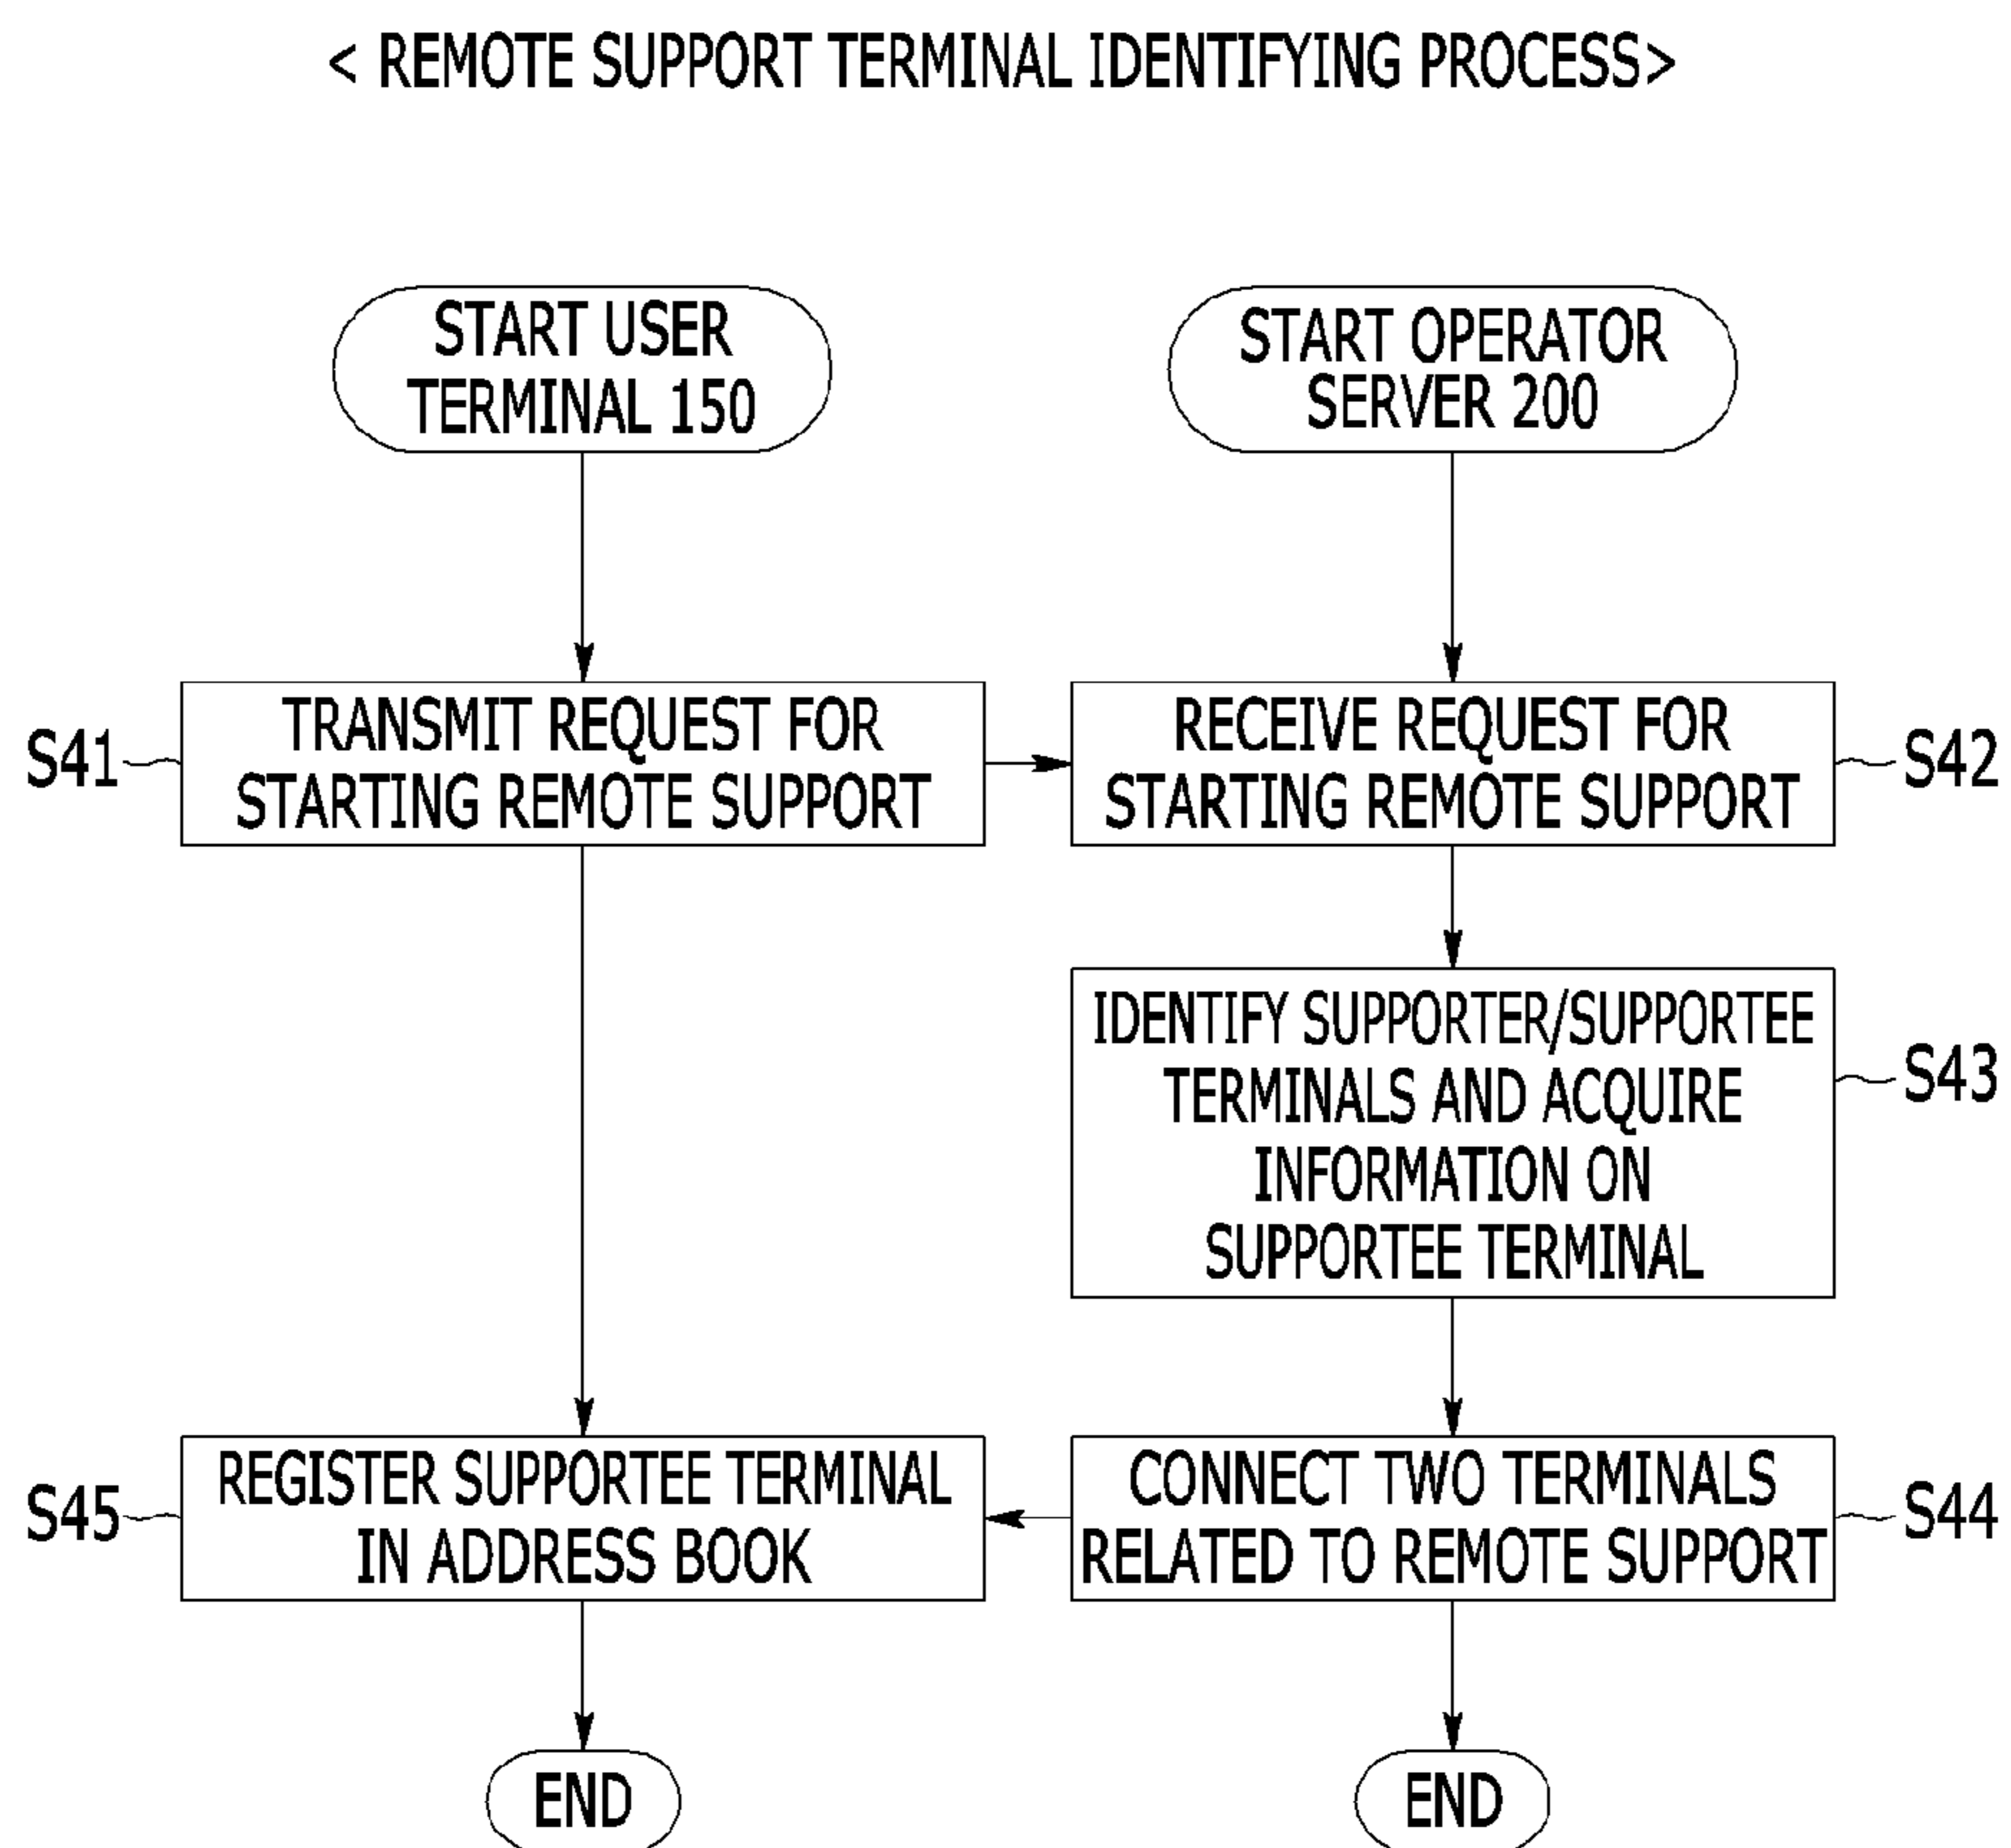 < REMOTE SUPPORT TERMINAL IDENTIFYING PROCESS>
START USER
TERMINAL 150
START OPERATOR
SERVER 200
S41
TRANSMIT REQUEST FOR
STARTING REMOTE SUPPORT
RECEIVE REQUEST FOR
STARTING REMOTE SUPPORT
S42
IDENTIFY SUPPORTER/SUPPORTEE
TERMINALS AND ACQUIRE
INFORMATION ON
SUPPORTEE TERMINAL
S43
S45
REGISTER SUPPORTEE TERMINAL
IN ADDRESS BOOK
CONNECT TWO TERMINALS
RELATED TO REMOTE SUPPORT
S44
END
END